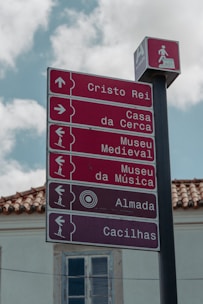 Cristo Rei
Casa
da Cerca
Museu
Medieval
Museu
da Música
Almada
Cacilhas